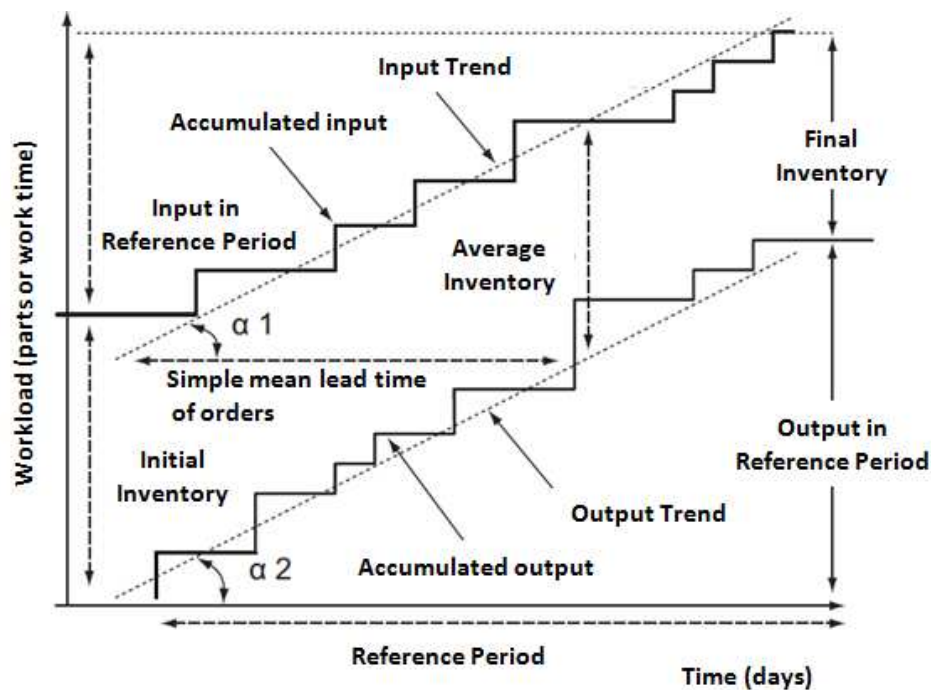 Input Trend
Accumulated input
Final
Inventory
Input in
Reference Period
Average
Inventory
α 1
Simple mean lead time
of orders
Workload (parts or work time)
Initial
Inventory
Output in
Reference Period
Output Trend
α 2
Accumulated output
Reference Period
Time (days)